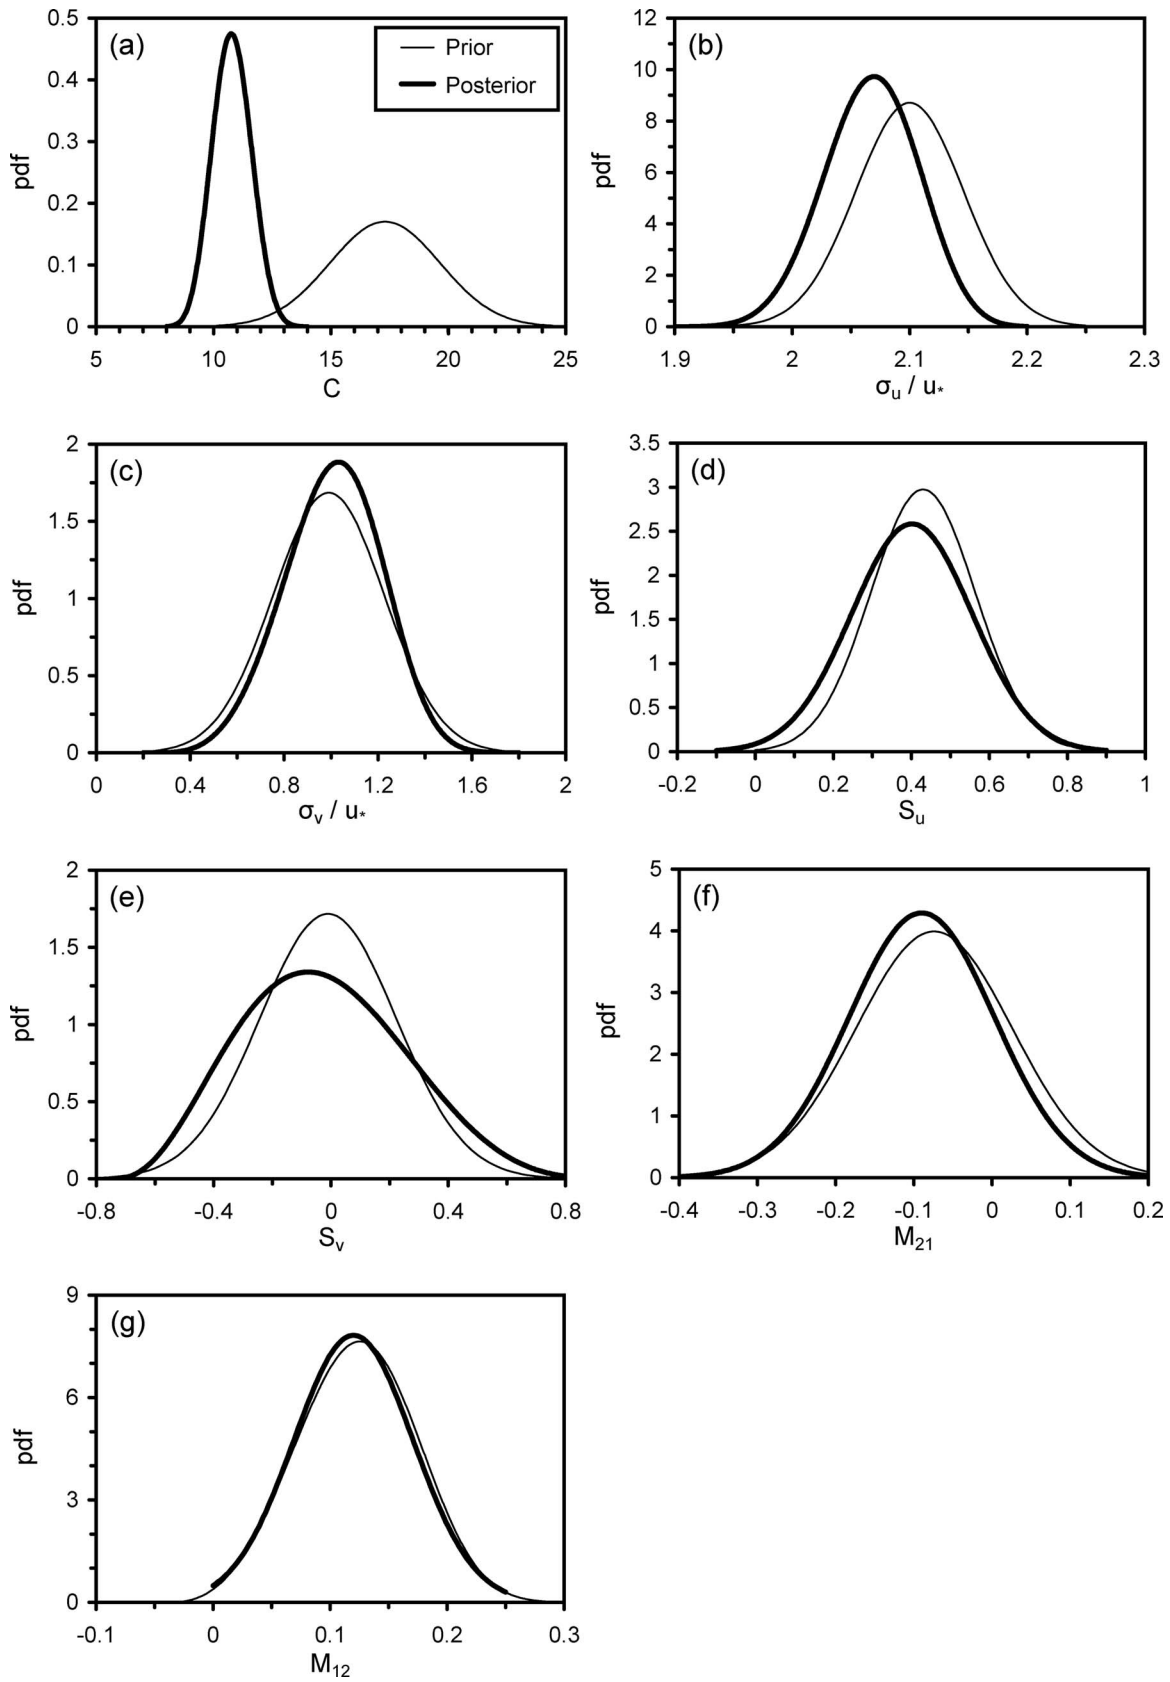 (a)
Prior
Posterior
0.5
0.4
0.3
0.2
0.1
0
pdf
5 10 15 20 25
C
(b)
12
10
8
6
4
2
0
pdf
1.9 2 2.1 2.2 2.3
σu / u*
(c)
2
1.5
1
0.5
0
pdf
0 0.4 0.8 1.2 1.6 2
σv / u*
(d)
3.5
3
2.5
2
1.5
1
0.5
0
pdf
-0.2 0 0.2 0.4 0.6 0.8 1
Su
(e)
2
1.5
1
0.5
0
pdf
-0.8 -0.4 0 0.4 0.8
Sv
(f)
5
4
3
2
1
0
pdf
-0.4 -0.3 -0.2 -0.1 0 0.1 0.2
M21
(g)
9
6
3
0
pdf
-0.1 0 0.1 0.2 0.3
M12